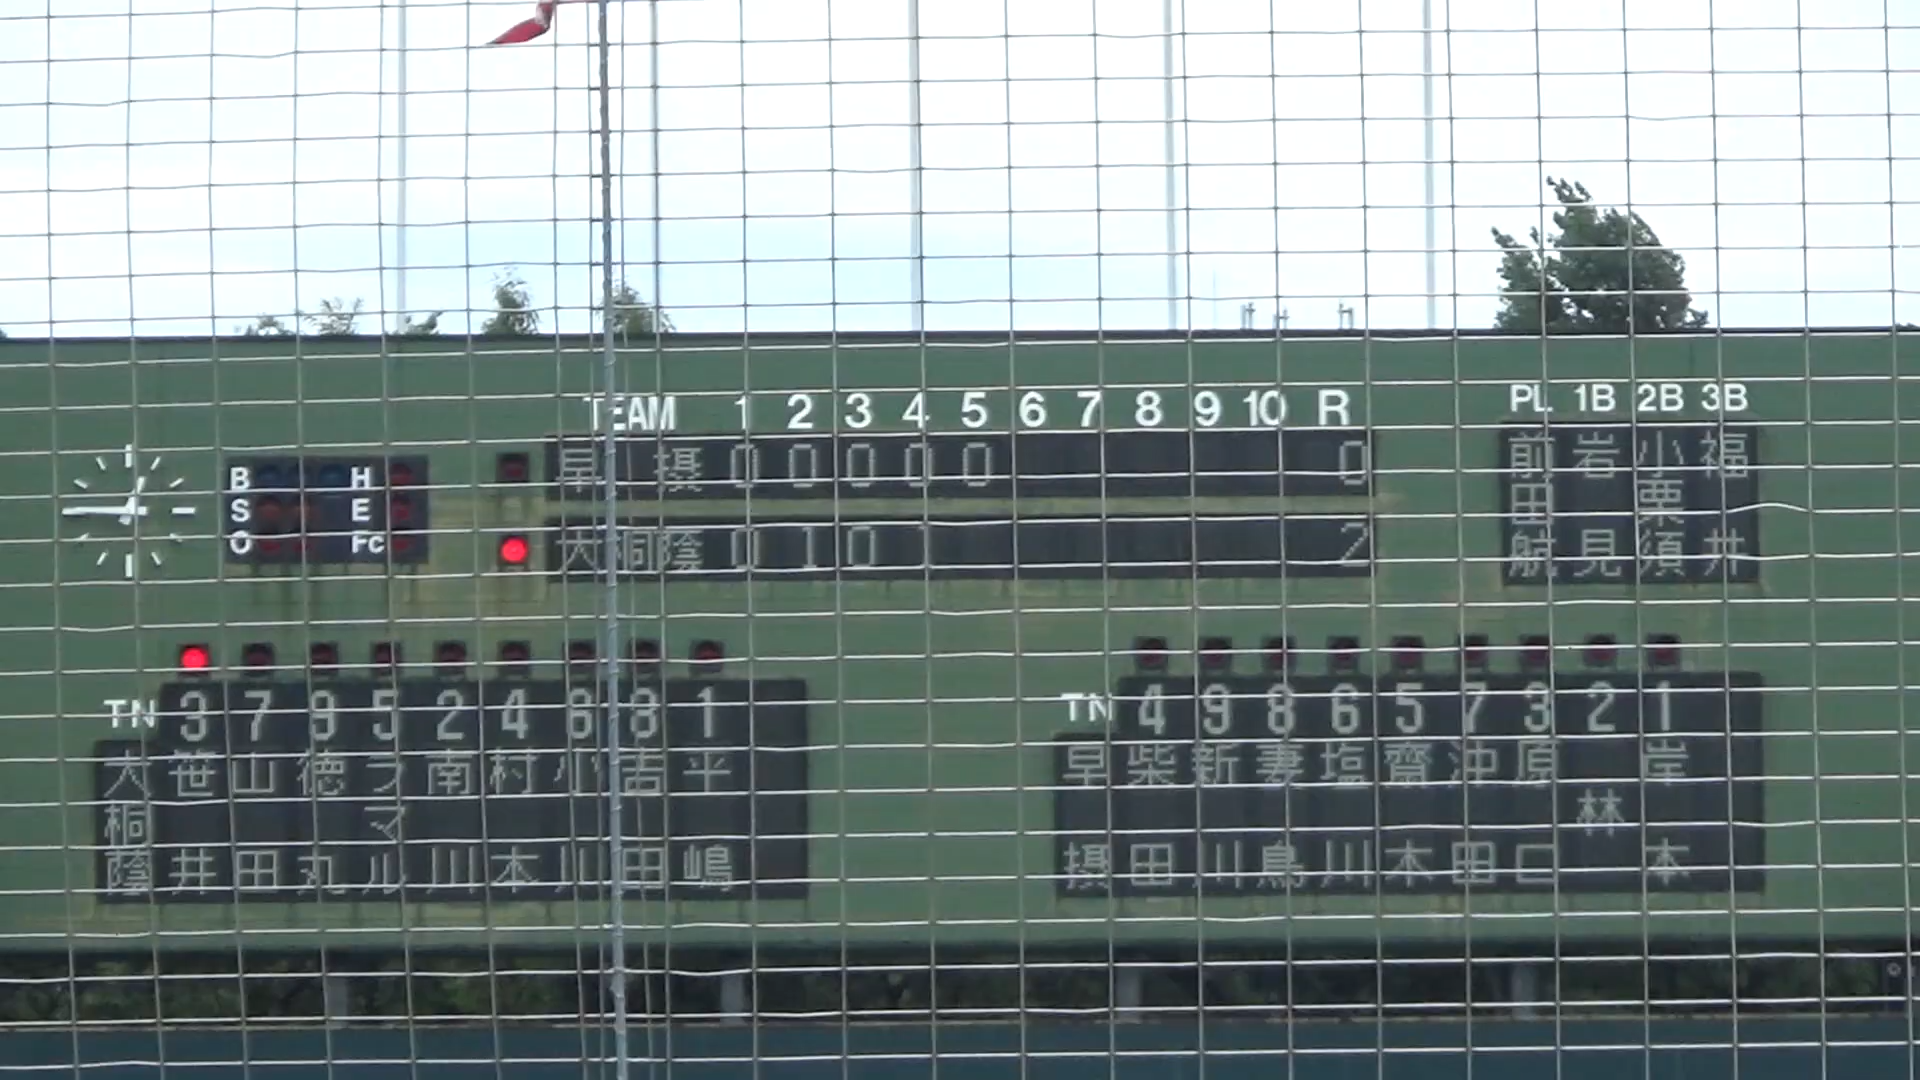 TEAM 1 2 3 4 5 6 7 8 9 10 R
早 摂 0 0 0 0 0 0
大桐陰 0 1 0 1 2
B H
S E
O Fc
PL 1B 2B 3B
前田航
岩見
小栗須
福井
TN 3 7 9 5 2 4 6 8 1
大桐陰
笹井
山田
徳丸
ラマル
南川
村本
小川
吉田
平嶋
TN 4 9 8 6 5 7 3 2 1
早摂
柴田
新川
妻鳥
塩川
齋木
沖田
原口
林
岸本